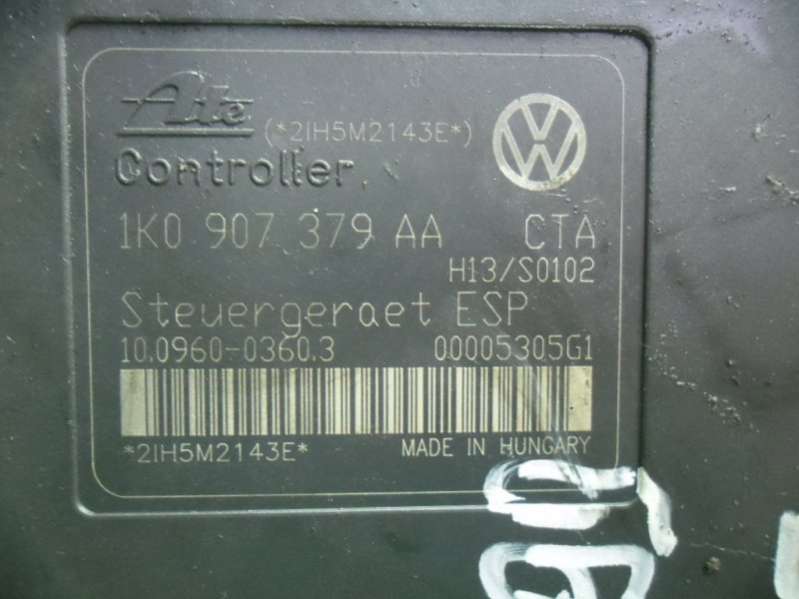 Ate (*2IH5M2143E*)
Controller
1K0 907 379 AA CTA
H13/S0102
Steuergeraet ESP
10.0960-0360.3 00005305G1
*2IH5M2143E* MADE IN HUNGARY